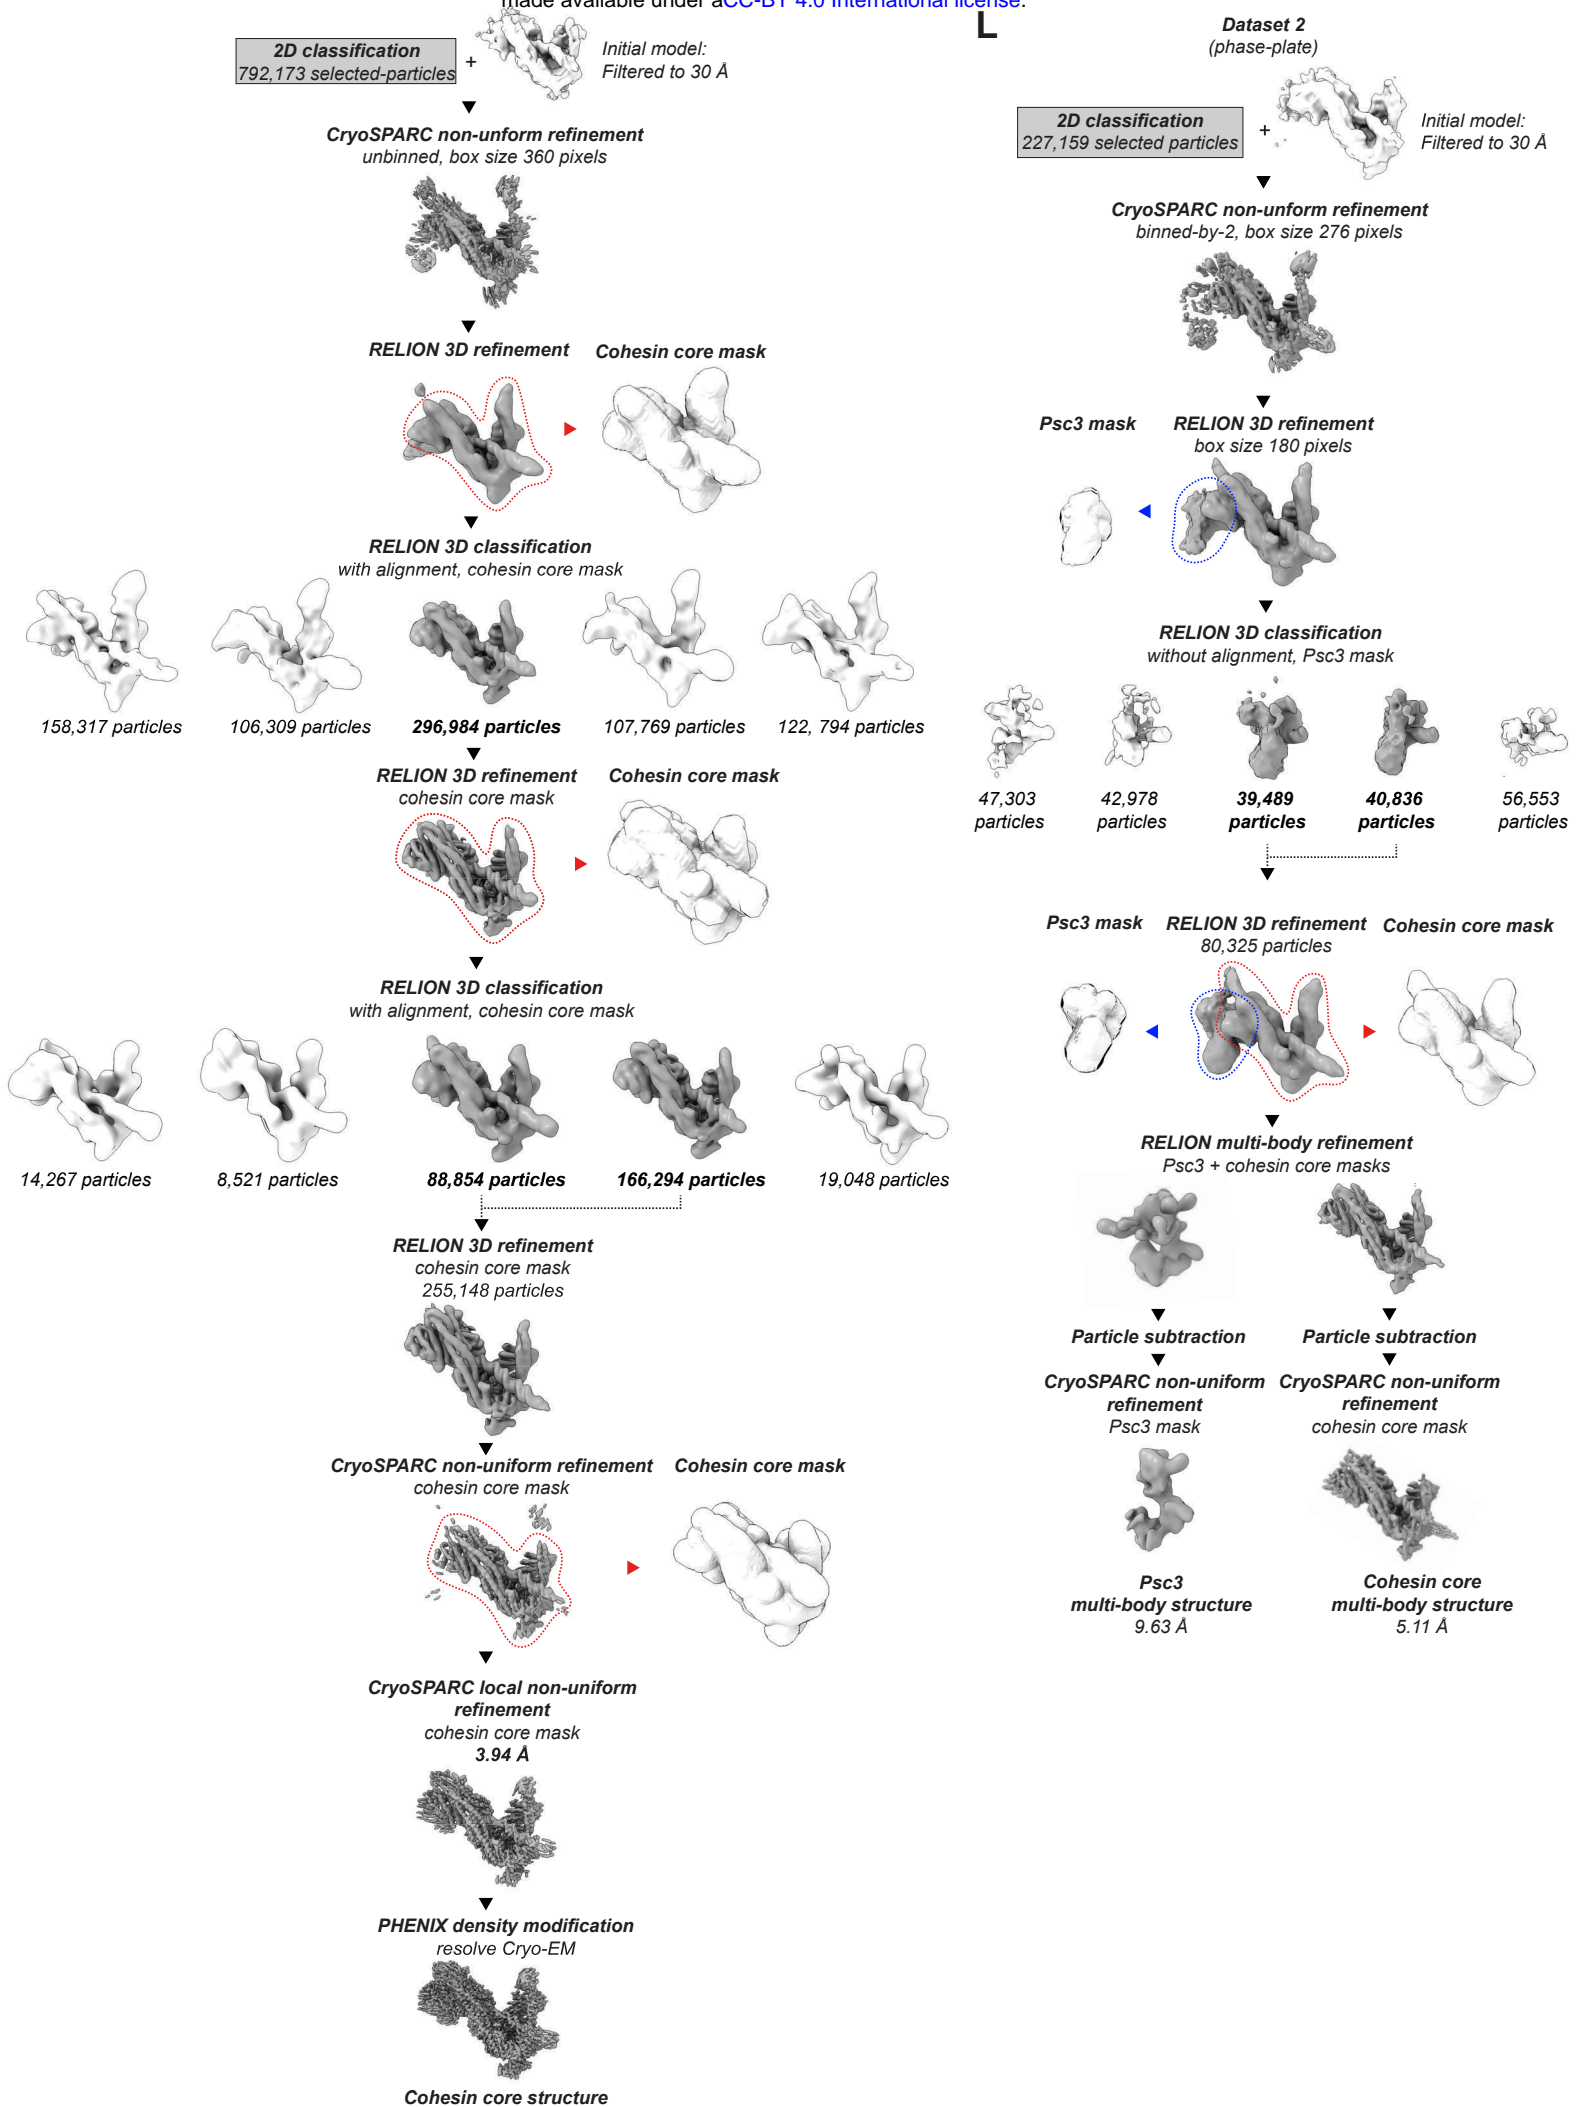 made available under aCC-BY 4.0 International license.
2D classification
792,173 selected-particles
+
Initial model:
Filtered to 30 Å
CryoSPARC non-unform refinement
unbinned, box size 360 pixels
RELION 3D refinement
Cohesin core mask
RELION 3D classification
with alignment, cohesin core mask
158,317 particles
106,309 particles
296,984 particles
107,769 particles
122, 794 particles
RELION 3D refinement
cohesin core mask
Cohesin core mask
RELION 3D classification
with alignment, cohesin core mask
14,267 particles
8,521 particles
88,854 particles
166,294 particles
19,048 particles
RELION 3D refinement
cohesin core mask
255,148 particles
CryoSPARC non-uniform refinement
cohesin core mask
Cohesin core mask
CryoSPARC local non-uniform
refinement
cohesin core mask
3.94 Å
PHENIX density modification
resolve Cryo-EM
Cohesin core structure
L
Dataset 2
(phase-plate)
2D classification
227,159 selected particles
+
Initial model:
Filtered to 30 Å
CryoSPARC non-unform refinement
binned-by-2, box size 276 pixels
Psc3 mask
RELION 3D refinement
box size 180 pixels
RELION 3D classification
without alignment, Psc3 mask
47,303
particles
42,978
particles
39,489
particles
40,836
particles
56,553
particles
Psc3 mask
RELION 3D refinement
80,325 particles
Cohesin core mask
RELION multi-body refinement
Psc3 + cohesin core masks
Particle subtraction
CryoSPARC non-uniform
refinement
Psc3 mask
Psc3
multi-body structure
9.63 Å
Particle subtraction
CryoSPARC non-uniform
refinement
cohesin core mask
Cohesin core
multi-body structure
5.11 Å